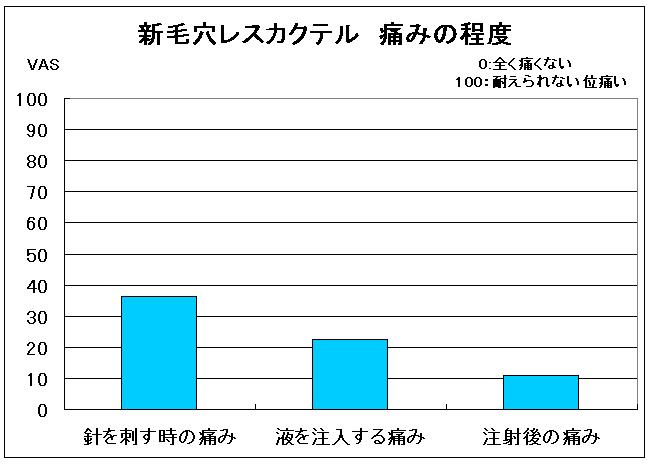 新毛穴レスカクテル　痛みの程度
VAS
0:全く痛くない
100：耐えられない位痛い
100
90
80
70
60
50
40
30
20
10
0
針を刺す時の痛み　液を注入する痛み　注射後の痛み